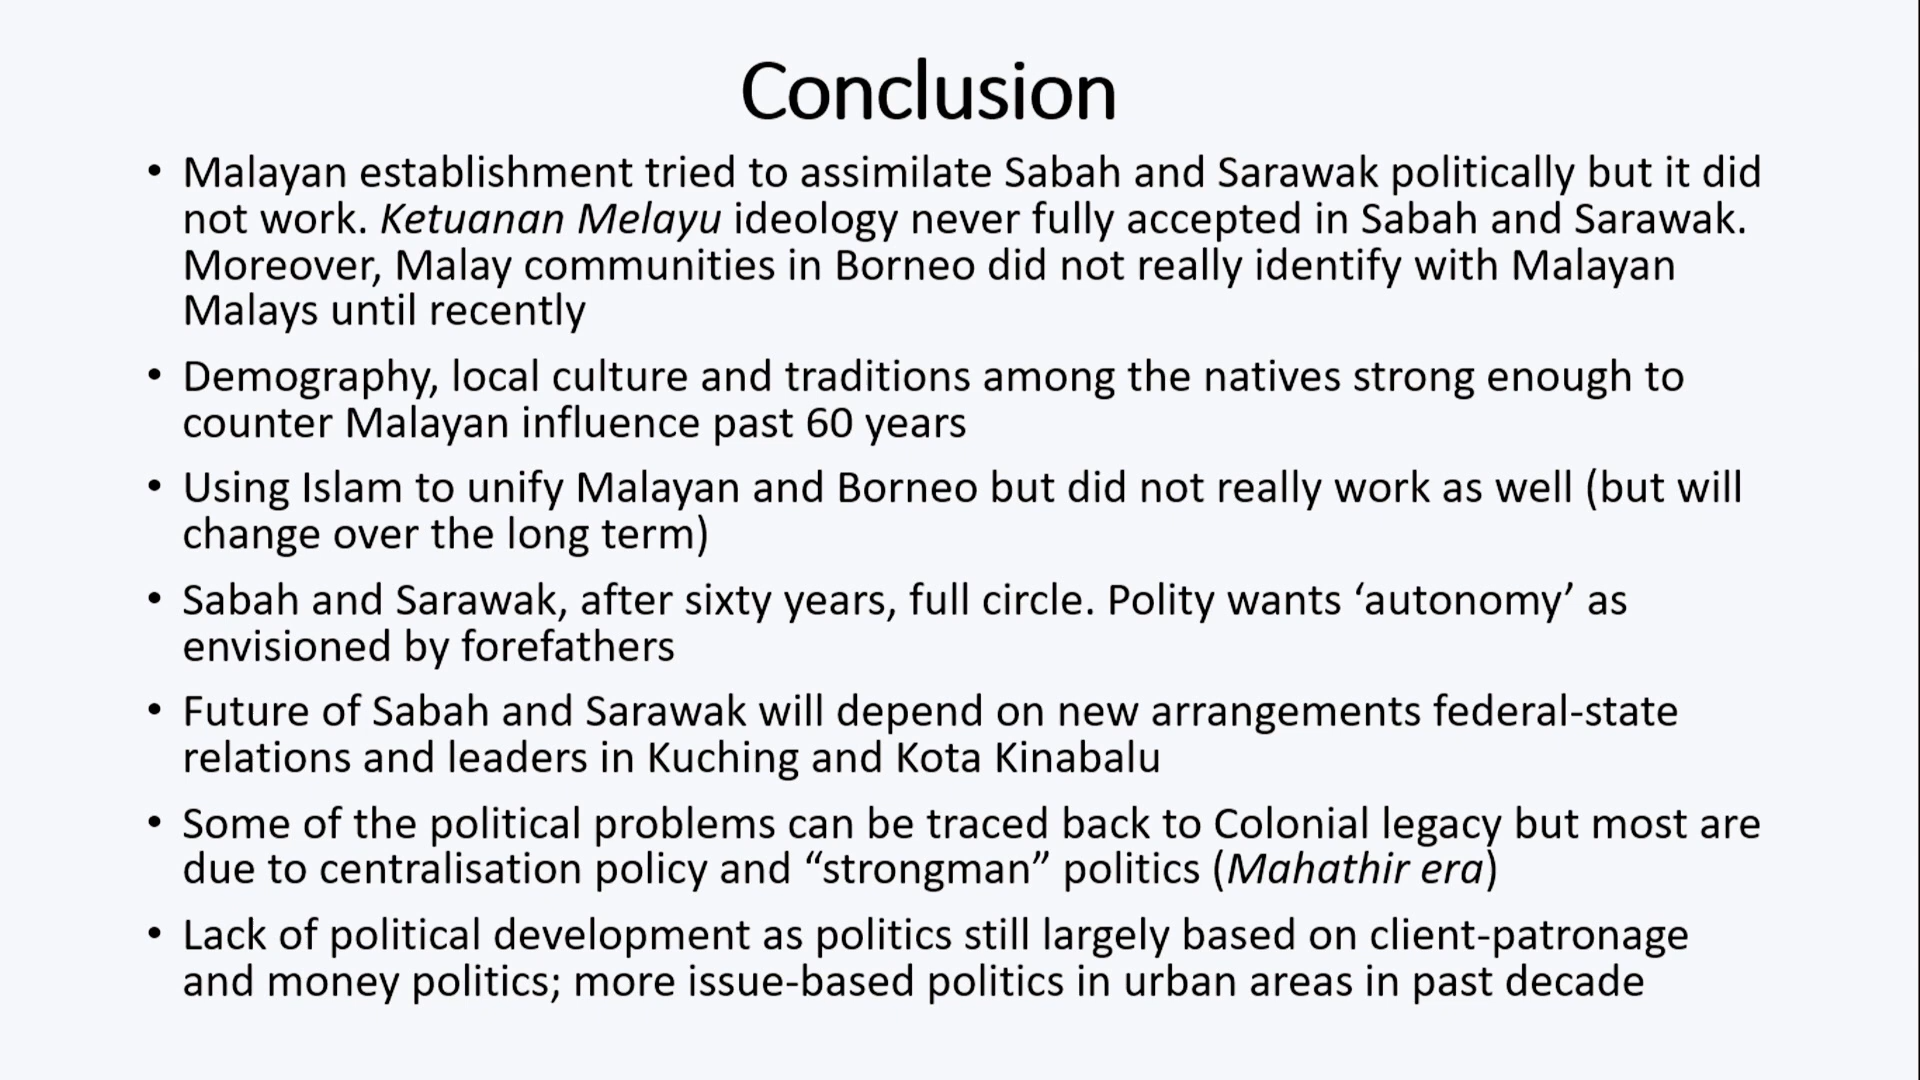 Conclusion
• Malayan establishment tried to assimilate Sabah and Sarawak politically but it did
not work. Ketuanan Melayu ideology never fully accepted in Sabah and Sarawak.
Moreover, Malay communities in Borneo did not really identify with Malayan
Malays until recently
• Demography, local culture and traditions among the natives strong enough to
counter Malayan influence past 60 years
• Using Islam to unify Malayan and Borneo but did not really work as well (but will
change over the long term)
• Sabah and Sarawak, after sixty years, full circle. Polity wants ‘autonomy’ as
envisioned by forefathers
• Future of Sabah and Sarawak will depend on new arrangements federal-state
relations and leaders in Kuching and Kota Kinabalu
• Some of the political problems can be traced back to Colonial legacy but most are
due to centralisation policy and “strongman” politics (Mahathir era)
• Lack of political development as politics still largely based on client-patronage
and money politics; more issue-based politics in urban areas in past decade